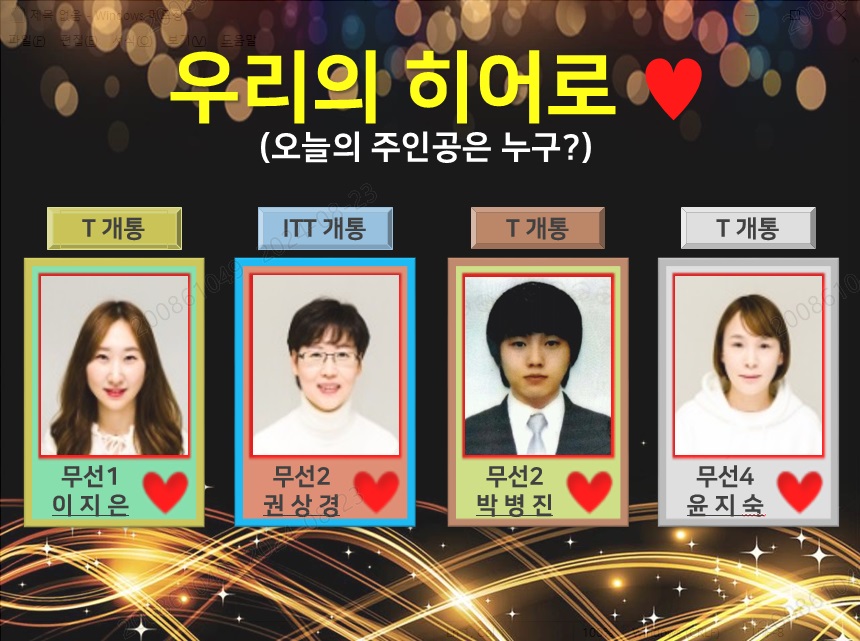 우리의 히어로
(오늘의 주인공은 누구?)
T 개통
ITT 개통
T 개통
T 개통
무선1
이 지 은
무선2
권 상 경
무선2
박 병 진
무선4
윤 지 숙